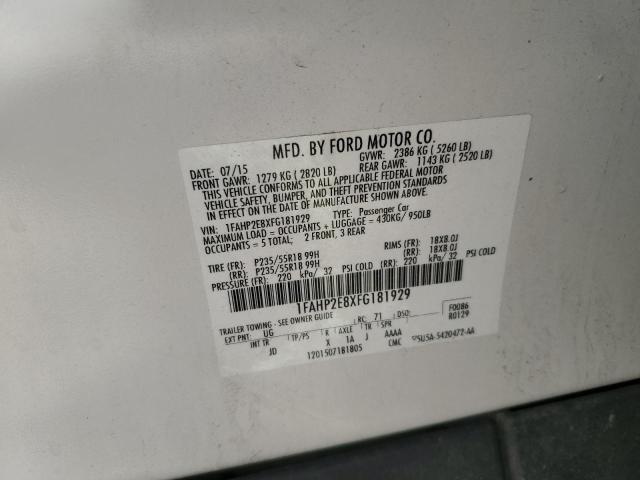 MFD. BY FORD MOTOR CO.
DATE: 07/15 GVWR: 2386 KG ( 5260 LB)
FRONT GAWR: 1279 KG ( 2820 LB) REAR GAWR: 1143 KG ( 2520 LB)
THIS VEHICLE CONFORMS TO ALL APPLICABLE FEDERAL MOTOR
VEHICLE SAFETY, BUMPER, AND THEFT PREVENTION STANDARDS
IN EFFECT ON THE DATE OF MANUFACTURE SHOWN ABOVE.
VIN: 1FAHP2E8XFG181929 TYPE: Passenger Car
MAXIMUM LOAD = OCCUPANTS + LUGGAGE = 430KG/ 950LB
OCCUPANTS = 5 TOTAL; 2 FRONT, 3 REAR
TIRE (FR): P235/55R18 99H RIMS (FR): 18X8.0J
(RR): P235/55R18 99H (RR): 18X8.0J
PRESSURE (FR): 220 kPa/ 32 PSI COLD (RR): 220 kPa/ 32 PSI COLD
1FAHP2E8XFG181929
TRAILER TOWING - SEE OWNER GUIDE RC: 71 DSO: F0086
EXT PNT: UG R0129
INT TR TP/PS R AXLE TR SPR
JD X 1A J AAAA
1201507181805 CMC 5U5A-5420472-AA